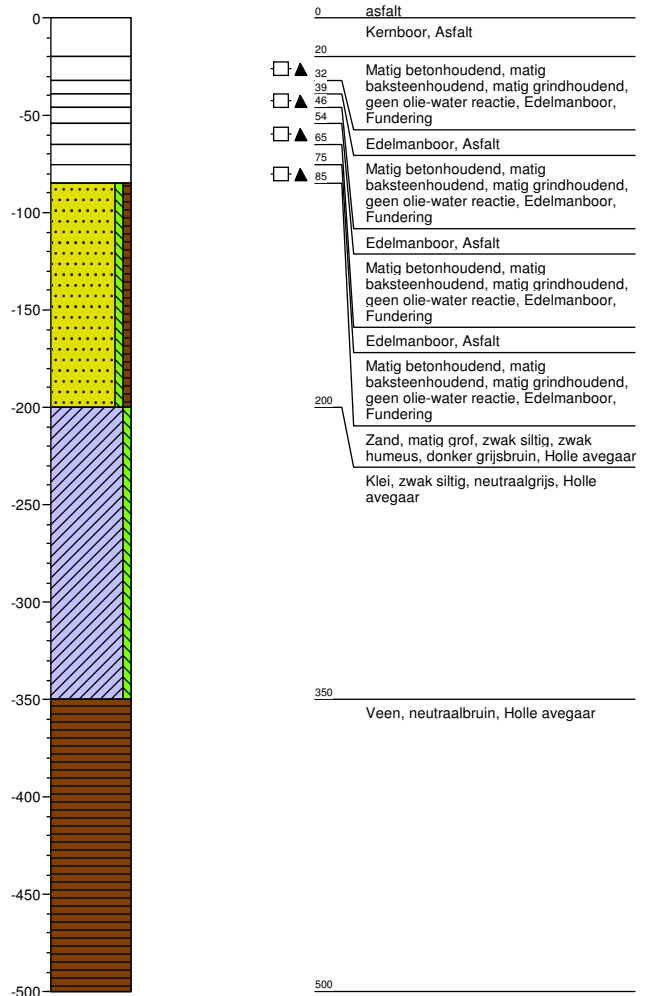 0
-50
-100
-150
-200
-250
-300
-350
-400
-450
-500
0
asfalt
Kernboor, Asfalt
20
Matig betonhoudend, matig
baksteenhoudend, matig grindhoudend,
geen olie-water reactie, Edelmanboor,
Fundering
32
Edelmanboor, Asfalt
39
Matig betonhoudend, matig
baksteenhoudend, matig grindhoudend,
geen olie-water reactie, Edelmanboor,
Fundering
46
Edelmanboor, Asfalt
54
Matig betonhoudend, matig
baksteenhoudend, matig grindhoudend,
geen olie-water reactie, Edelmanboor,
Fundering
65
Edelmanboor, Asfalt
75
Matig betonhoudend, matig
baksteenhoudend, matig grindhoudend,
geen olie-water reactie, Edelmanboor,
Fundering
85
Zand, matig grof, zwak siltig, zwak
humeus, donker grijsbruin, Holle avegaar
200
Klei, zwak siltig, neutraalgrijs, Holle
avegaar
350
Veen, neutraalbruin, Holle avegaar
500